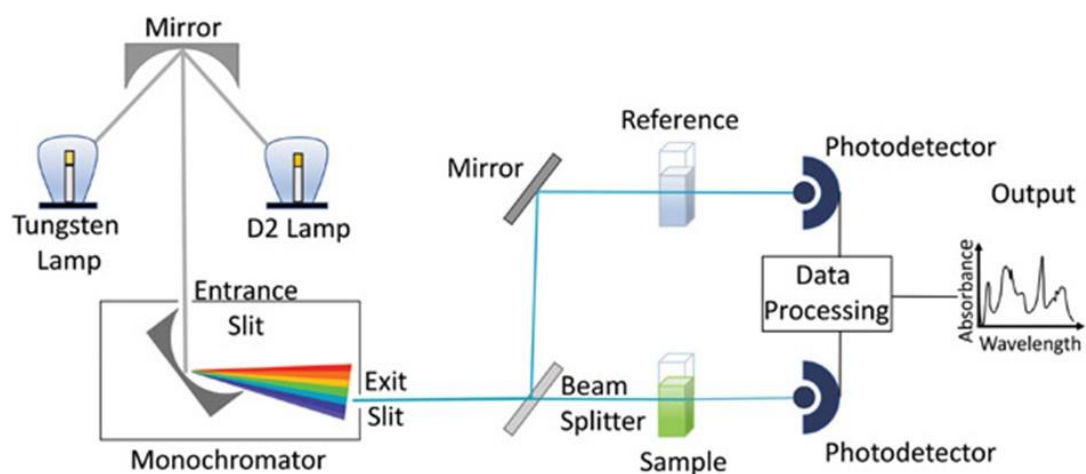 Mirror
Tungsten
Lamp
D2 Lamp
Entrance
Slit
Exit
Slit
Monochromator
Mirror
Beam
Splitter
Reference
Sample
Photodetector
Data
Processing
Photodetector
Output
Absorbance
Wavelength